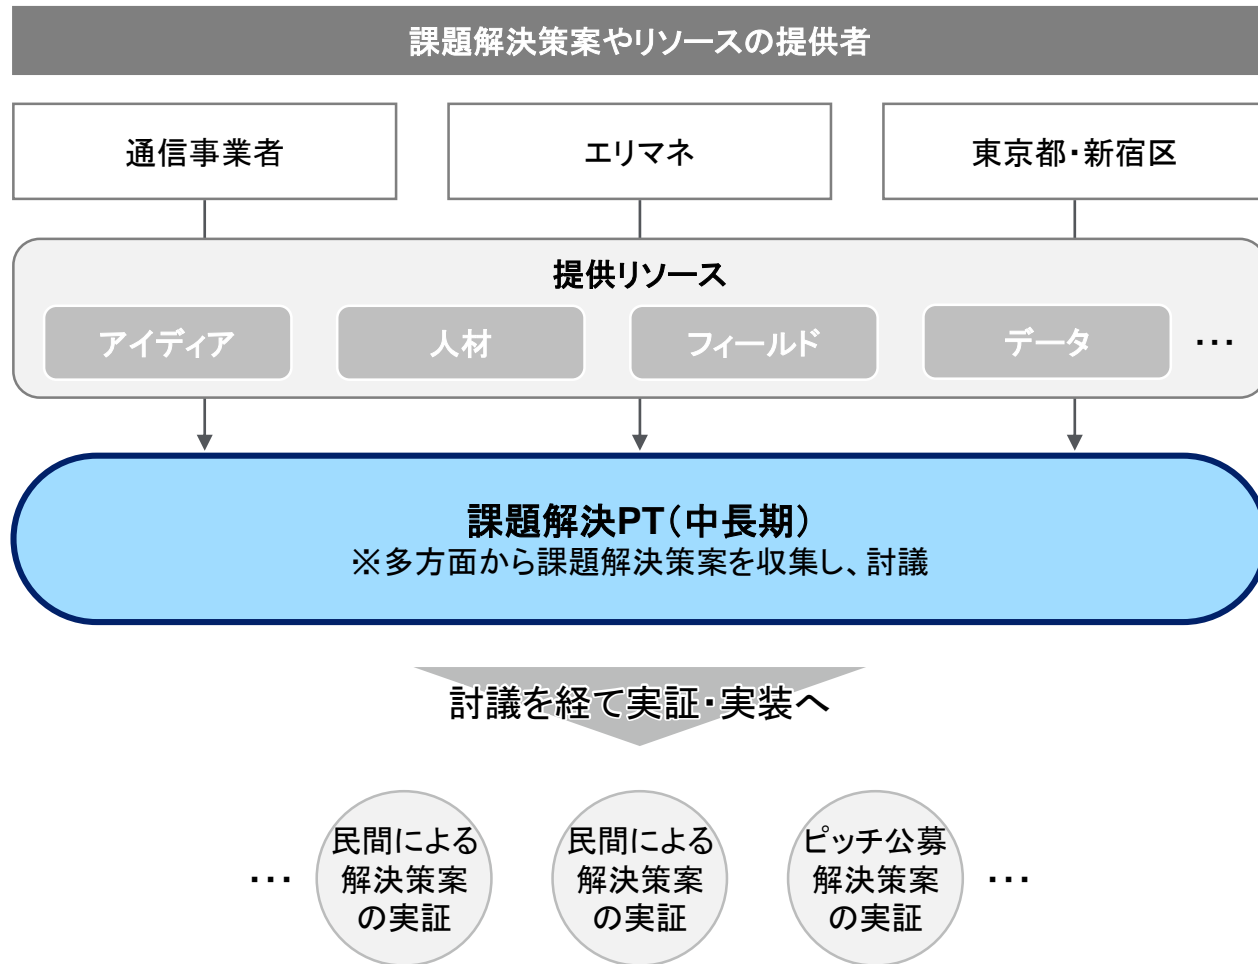 課題解決策案やリソースの提供者
通信事業者
エリマネ
東京都・新宿区
提供リソース
アイディア
人材
フィールド
データ
･･･
課題解決PT（中長期）
※多方面から課題解決策案を収集し、討議
討議を経て実証・実装へ
･･･
民間による
解決策案
の実証
民間による
解決策案
の実証
ピッチ公募
解決策案
の実証
･･･